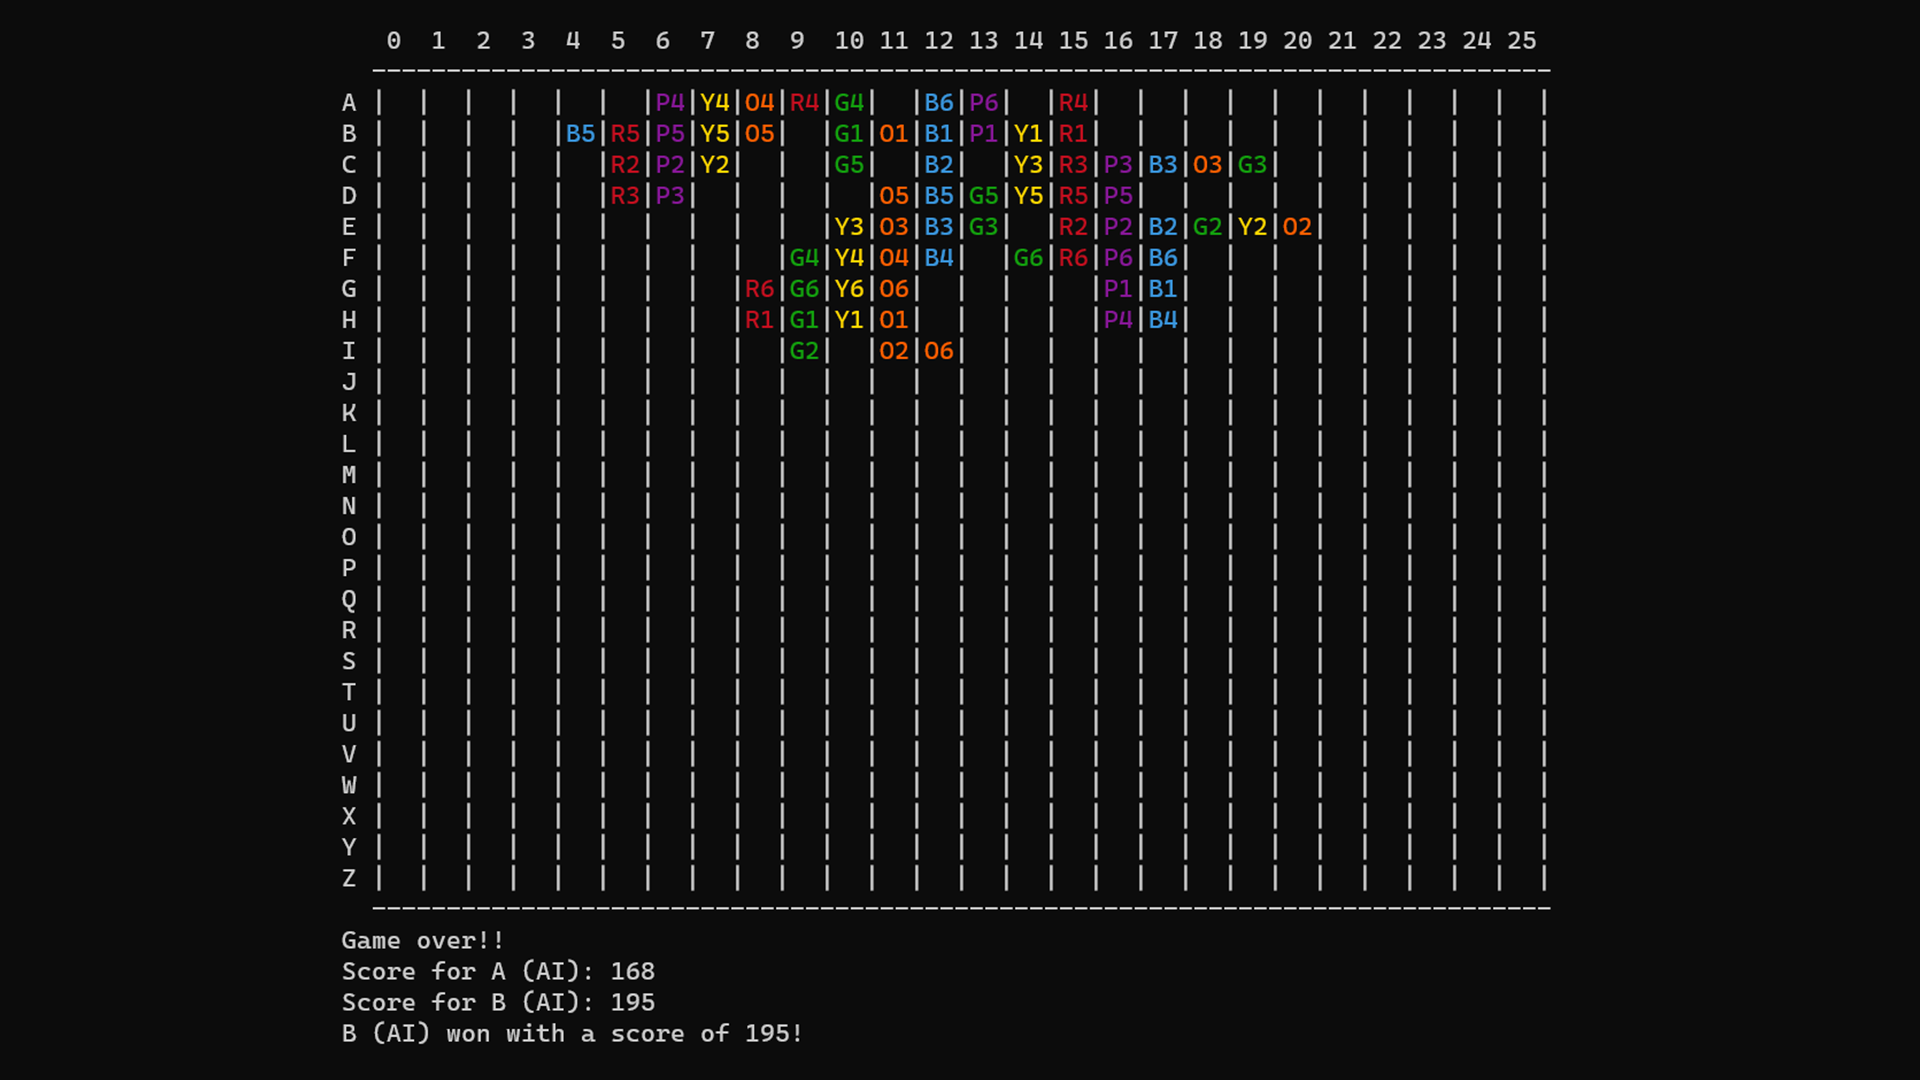 0 1 2 3 4 5 6 7 8 9 10 11 12 13 14 15 16 17 18 19 20 21 22 23 24 25
A | | | | | | |P4|Y4|O4|R4|G4| |B6|P6| |R4| | | | | | | | | | |
B | | | | |B5|R5|P5|Y5|O5| |G1|O1|B1|P1|Y1|R1| | | | | | | | | | |
C | | | | | |R2|P2|Y2| | |G5| |B2| |Y3|R3|P3|B3|O3|G3| | | | | | |
D | | | | | |R3|P3| | | | |O5|B5|G5|Y5|R5|P5| | | | | | | | | |
E | | | | | | | | | | |Y3|O3|B3|G3| |R2|P2|B2|G2|Y2|O2| | | | | |
F | | | | | | | | | |G4|Y4|O4|B4| |G6|R6|P6|B6| | | | | | | | |
G | | | | | | | | |R6|G6|Y6|O6| | | | |P1|B1| | | | | | | | |
H | | | | | | | | |R1|G1|Y1|O1| | | | |P4|B4| | | | | | | | |
I | | | | | | | | | |G2| |O2|O6| | | | | | | | | | | | | |
J | | | | | | | | | | | | | | | | | | | | | | | | | | |
K | | | | | | | | | | | | | | | | | | | | | | | | | | |
L | | | | | | | | | | | | | | | | | | | | | | | | | | |
M | | | | | | | | | | | | | | | | | | | | | | | | | | |
N | | | | | | | | | | | | | | | | | | | | | | | | | | |
O | | | | | | | | | | | | | | | | | | | | | | | | | | |
P | | | | | | | | | | | | | | | | | | | | | | | | | | |
Q | | | | | | | | | | | | | | | | | | | | | | | | | | |
R | | | | | | | | | | | | | | | | | | | | | | | | | | |
S | | | | | | | | | | | | | | | | | | | | | | | | | | |
T | | | | | | | | | | | | | | | | | | | | | | | | | | |
U | | | | | | | | | | | | | | | | | | | | | | | | | | |
V | | | | | | | | | | | | | | | | | | | | | | | | | | |
W | | | | | | | | | | | | | | | | | | | | | | | | | | |
X | | | | | | | | | | | | | | | | | | | | | | | | | | |
Y | | | | | | | | | | | | | | | | | | | | | | | | | | |
Z | | | | | | | | | | | | | | | | | | | | | | | | | | |
Game over!!
Score for A (AI): 168
Score for B (AI): 195
B (AI) won with a score of 195!